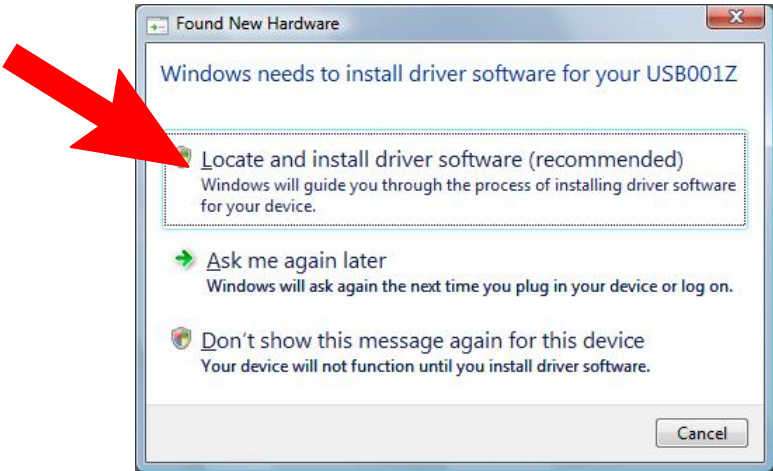 Found New Hardware
Windows needs to install driver software for your USB001Z
Locate and install driver software (recommended)
Windows will guide you through the process of installing driver software
for your device.
Ask me again later
Windows will ask again the next time you plug in your device or log on.
Don't show this message again for this device
Your device will not function until you install driver software.
Cancel